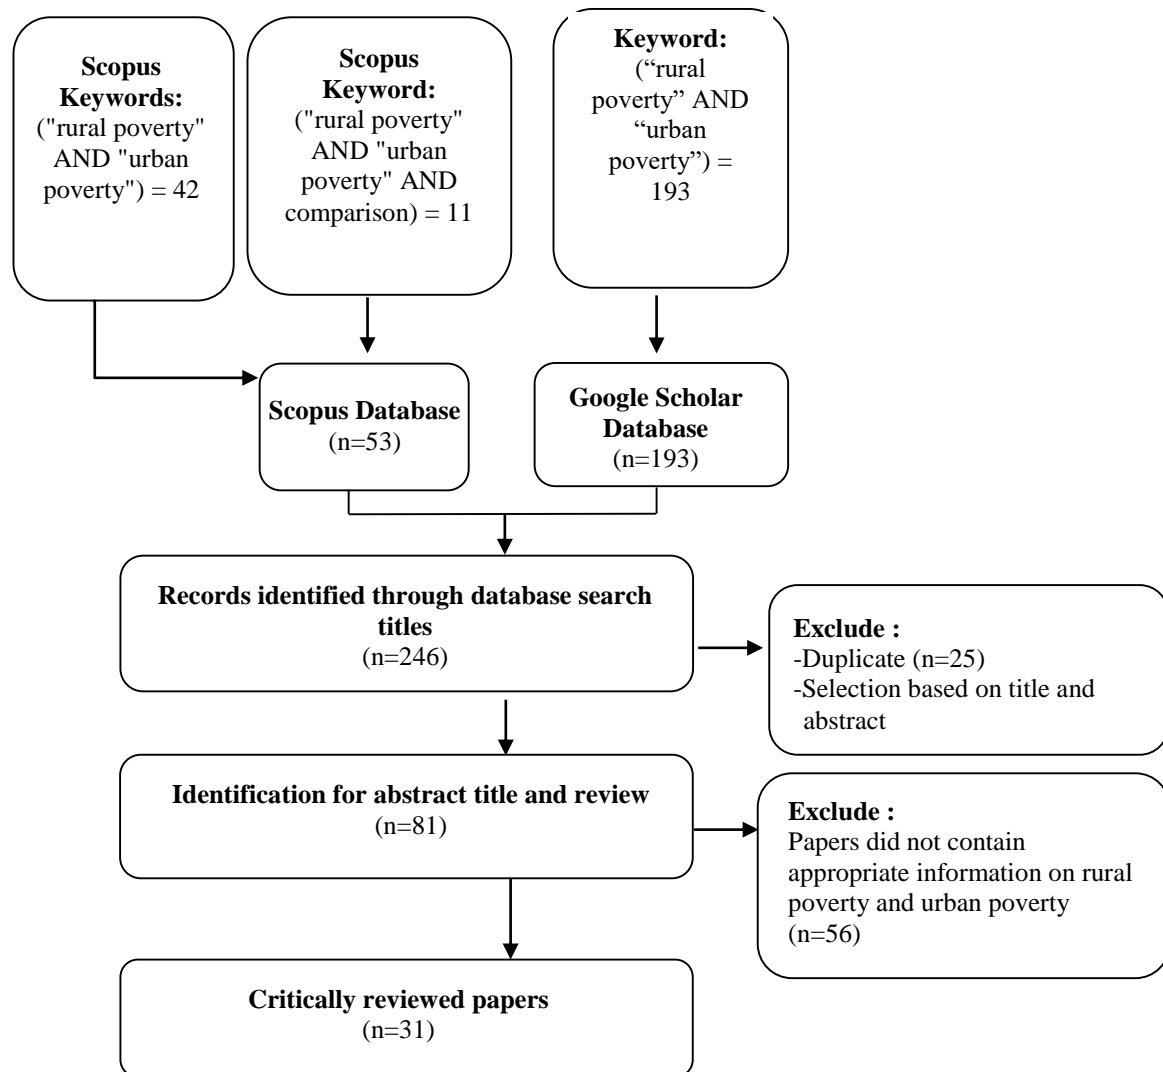 Scopus
Keywords:
("rural poverty"
AND "urban
poverty") = 42
Scopus
Keyword:
("rural poverty"
AND "urban
poverty" AND
comparison) = 11
Keyword:
(“rural
poverty” AND
“urban
poverty”) =
193
Scopus Database
(n=53)
Google Scholar
Database
(n=193)
Records identified through database search
titles
(n=246)
Exclude :
-Duplicate (n=25)
-Selection based on title and
abstract
Identification for abstract title and review
(n=81)
Exclude :
Papers did not contain
appropriate information on rural
poverty and urban poverty
(n=56)
Critically reviewed papers
(n=31)